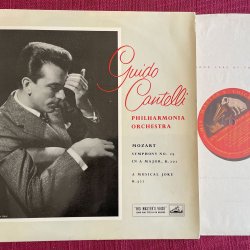 Guido
Cantelli
PHILHARMONIA
ORCHESTRA
MOZART
SYMPHONY NO. 29
IN A MAJOR, K.201
A MUSICAL JOKE
K.522
"HIS MASTER'S VOICE"